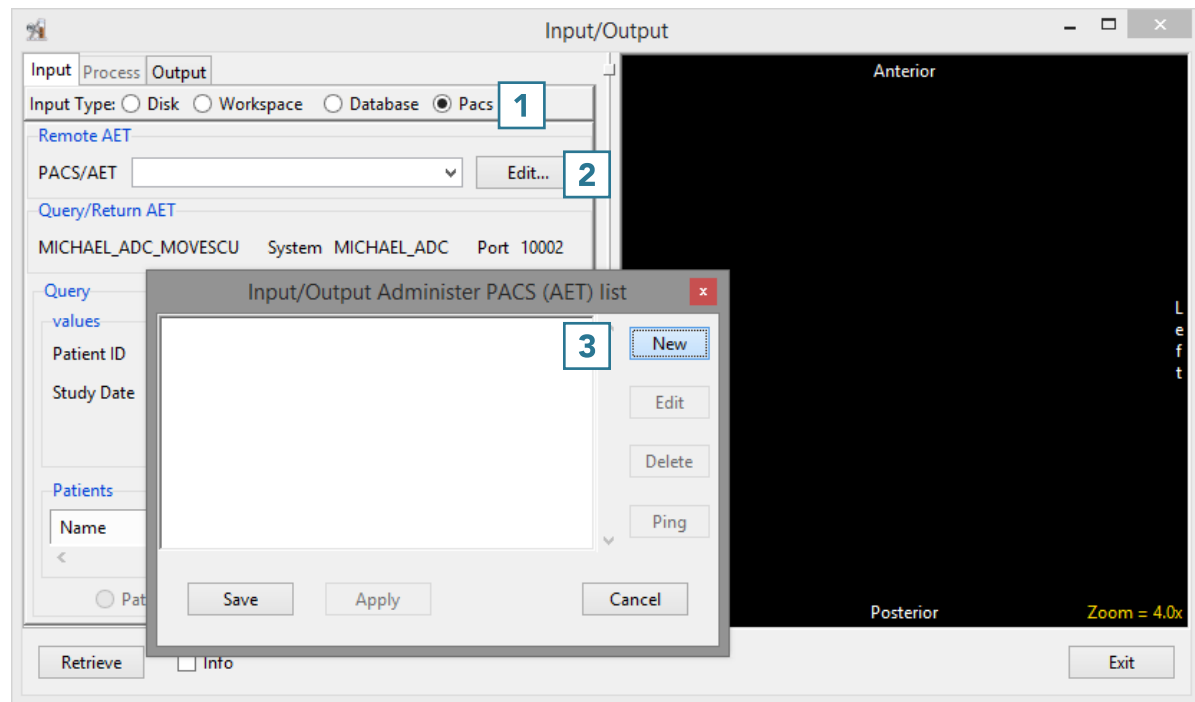 Input/Output
Input Process Output
Input Type: Disk Workspace Database Pacs 1
Anterior
Remote AET
PACS/AET Edit... 2
Query/Return AET
MICHAEL_ADC_MOVESCU System MICHAEL_ADC Port 10002
Query
values
Patient ID
Study Date
Input/Output Administer PACS (AET) list x
3 New
Edit
Delete
Ping
Save Apply Cancel
Left
Patients
Name
Pat
Posterior Zoom = 4.0x
Retrieve Info Exit